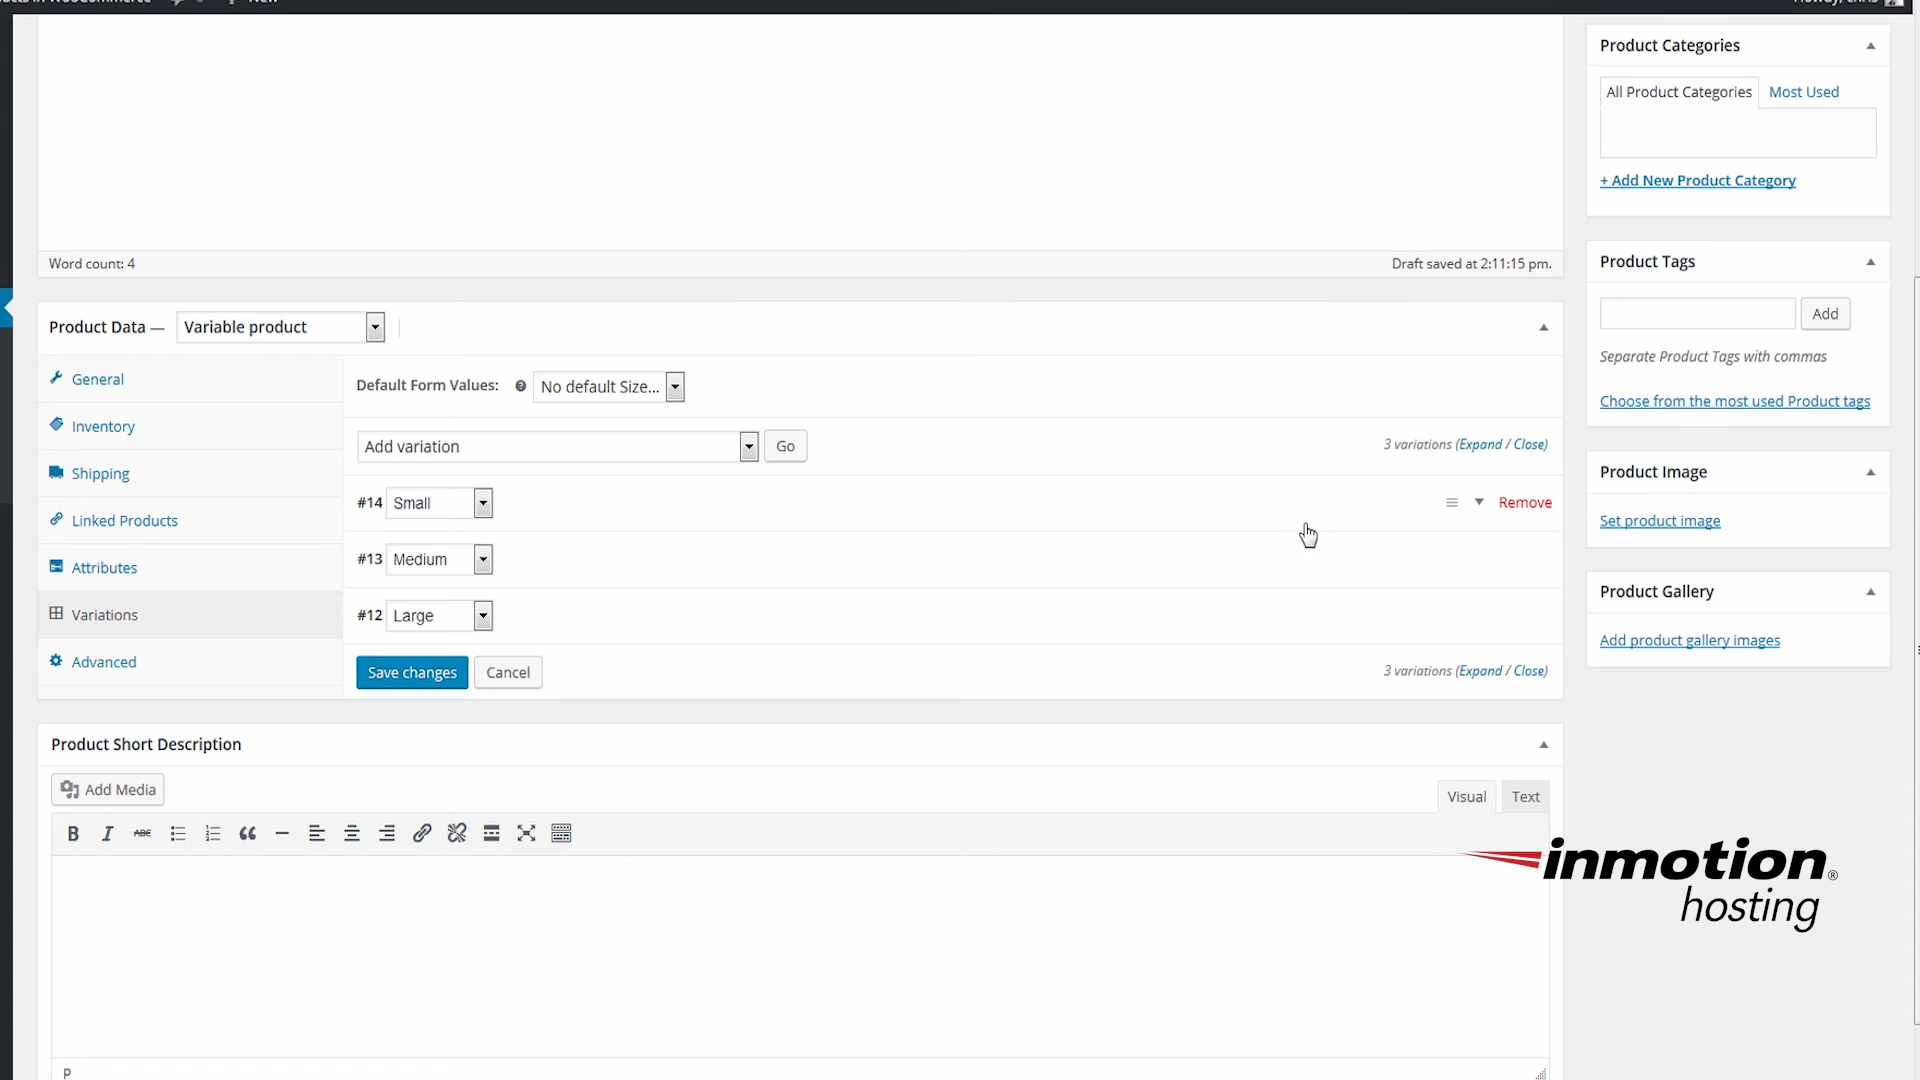 Product Categories
All Product Categories
Most Used
+ Add New Product Category
Word count: 4
Draft saved at 2:11:15 pm.
Product Tags
Add
Separate Product Tags with commas
Choose from the most used Product tags
Product Data —
Variable product
General
Inventory
Shipping
Linked Products
Attributes
Variations
Advanced
Default Form Values:
No default Size...
Add variation
Go
3 variations (Expand / Close)
#14
Small
Remove
#13
Medium
#12
Large
Save changes
Cancel
3 variations (Expand / Close)
Product Image
Set product image
Product Gallery
Add product gallery images
Product Short Description
Add Media
Visual
Text
B I ABC
inmotion®
hosting
p